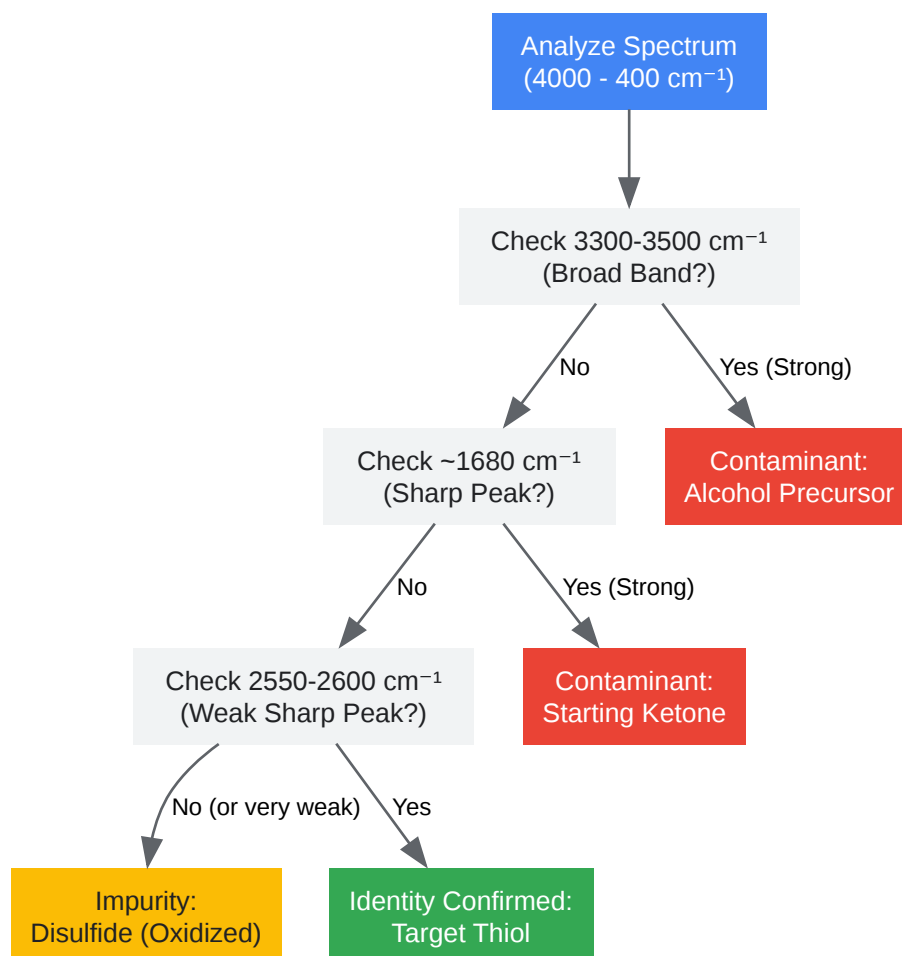 Analyze Spectrum
(4000 - 400 cm⁻¹)
Check 3300-3500 cm⁻¹
(Broad Band?)
No
Yes (Strong)
Check ~1680 cm⁻¹
(Sharp Peak?)
Contaminant:
Alcohol Precursor
No
Yes (Strong)
Check 2550-2600 cm⁻¹
(Weak Sharp Peak?)
Contaminant:
Starting Ketone
No (or very weak)
Yes
Impurity:
Disulfide (Oxidized)
Identity Confirmed:
Target Thiol